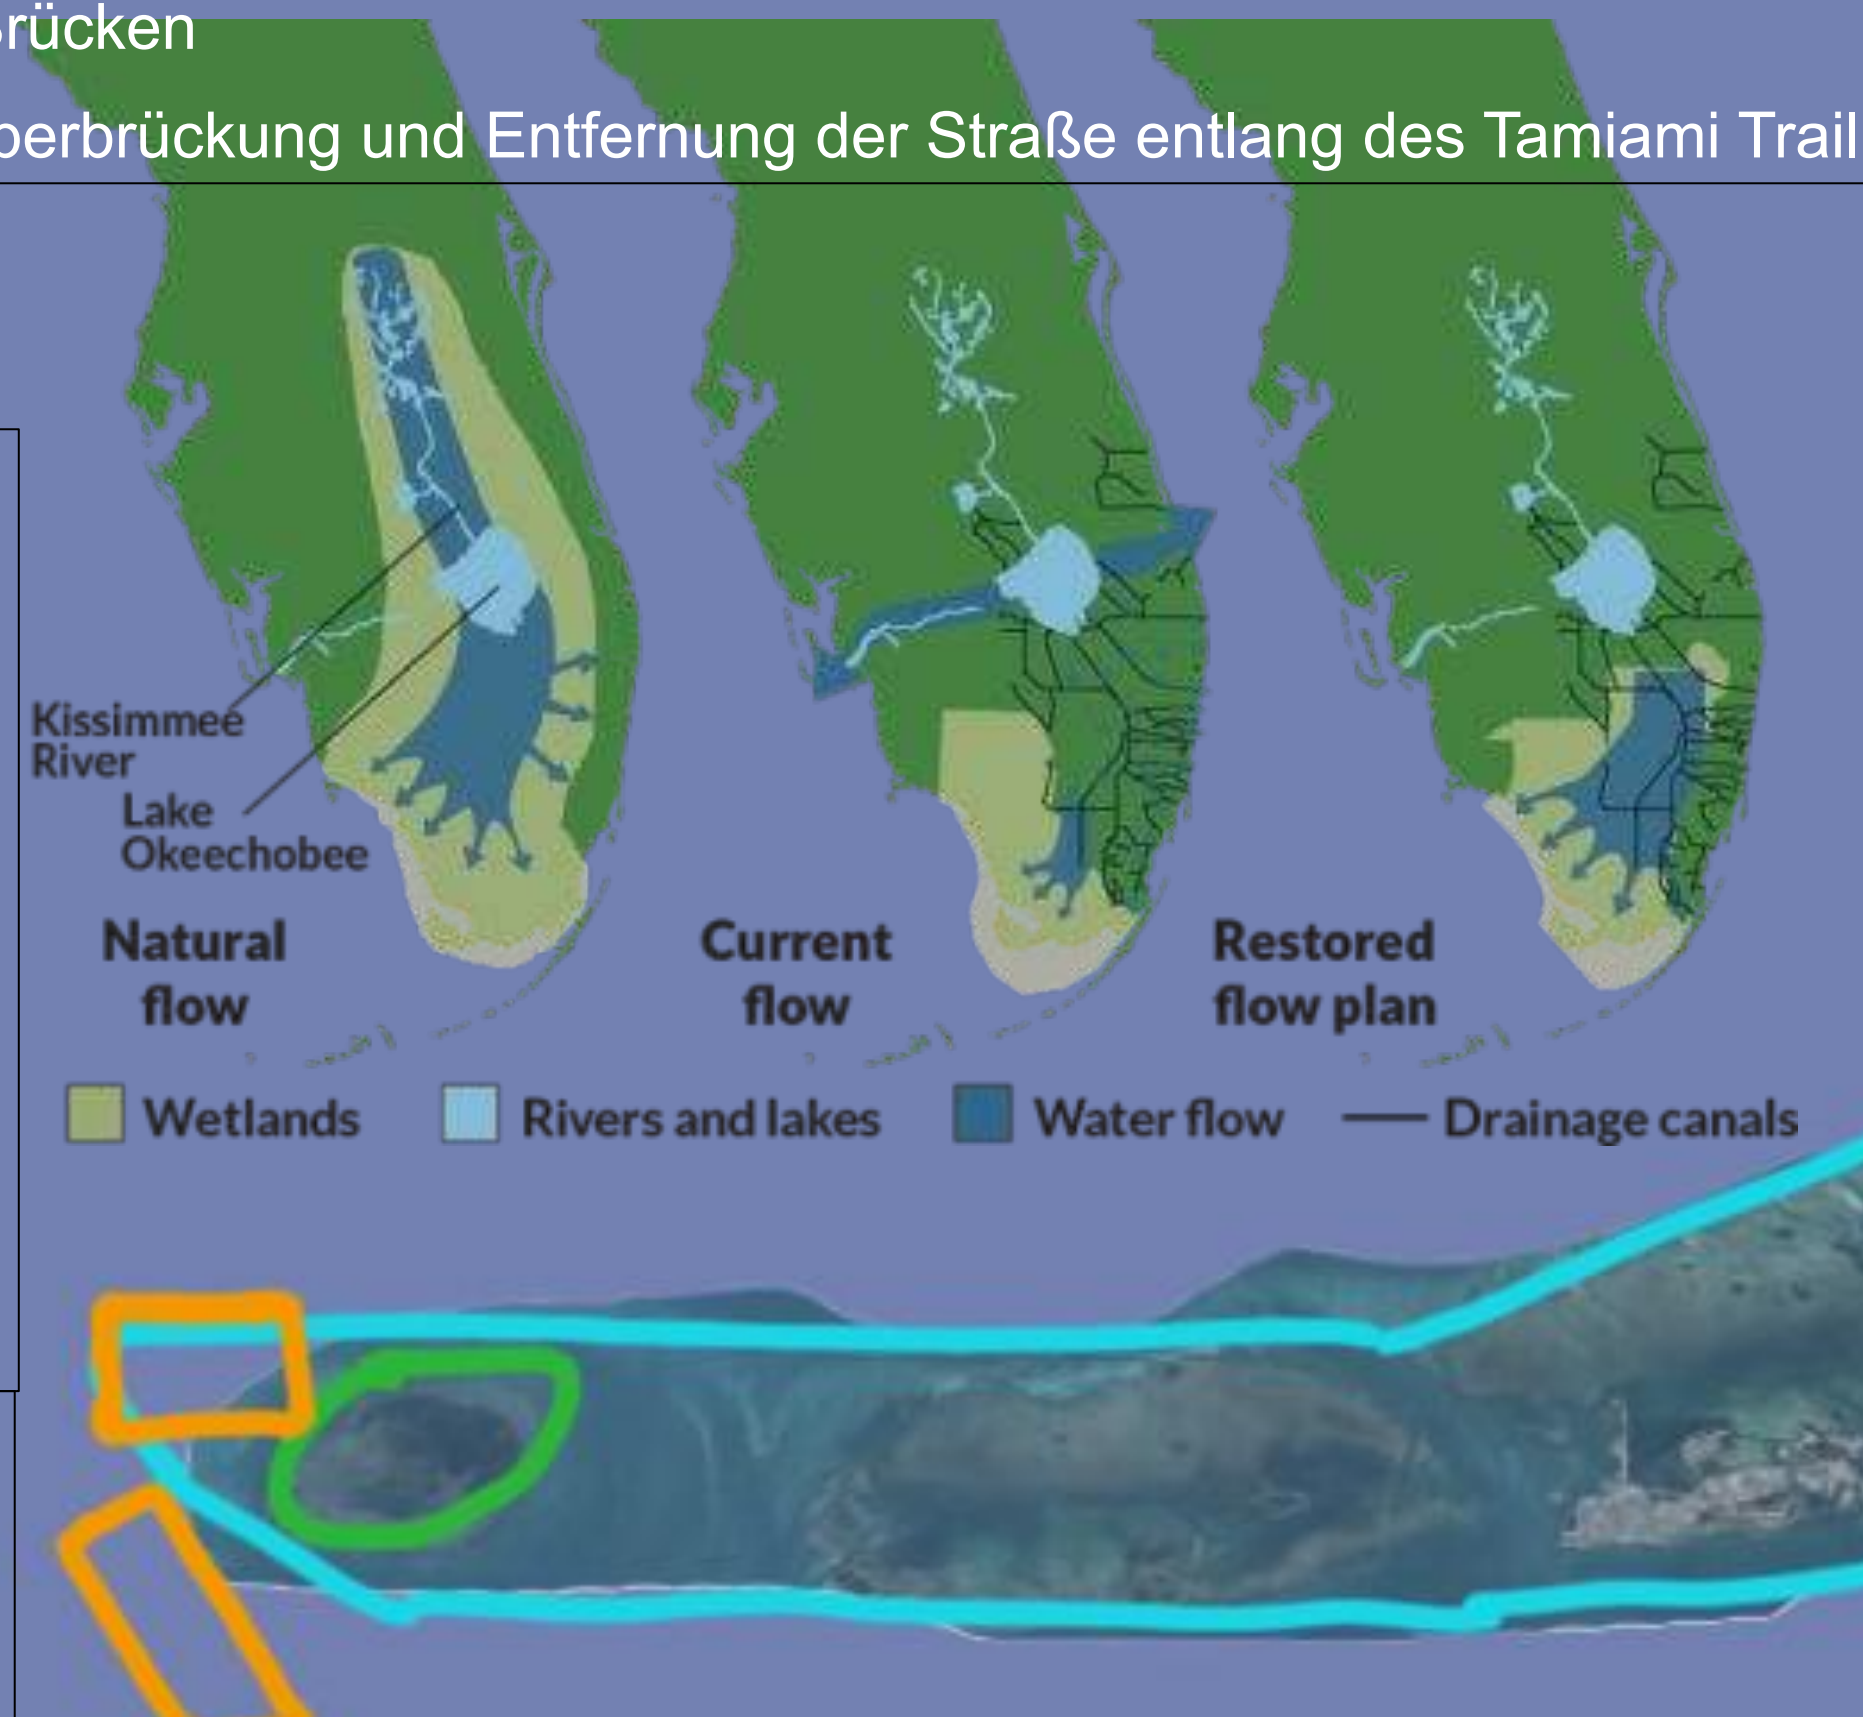 Brücken
berbrückung und Entfernung der Straße entlang des Tamiami Trail
Kissimmee
River
Lake
Okeechobee
Natural
flow
Current
flow
Restored
flow plan
Wetlands
Rivers and lakes
Water flow
Drainage canals